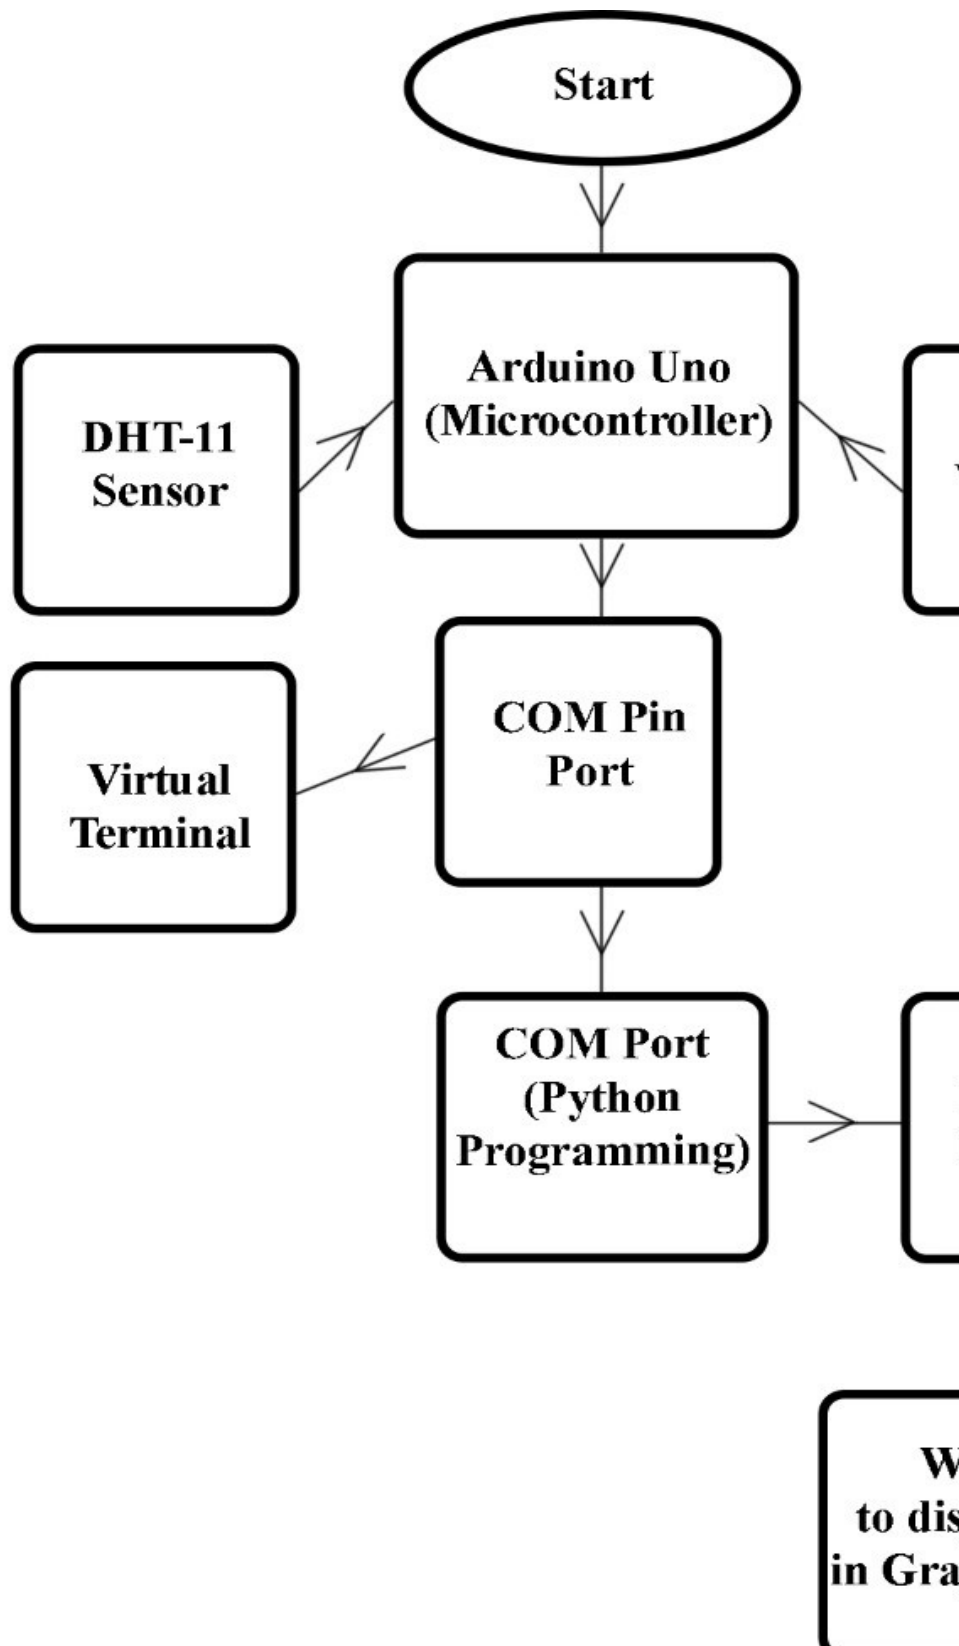 Start
Arduino Uno
(Microcontroller)
DHT-11
Sensor
COM Pin
Port
Virtual
Terminal
COM Port
(Python
Programming)
W
to dis
in Gra